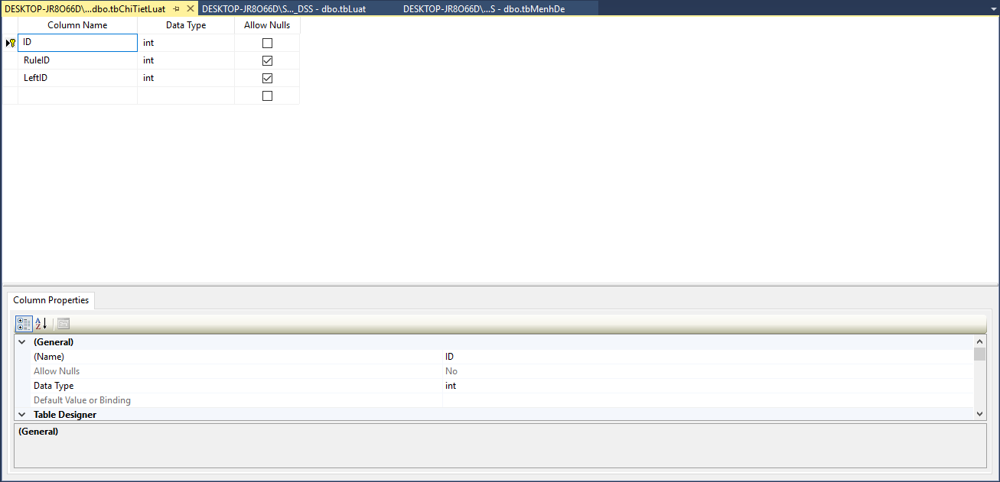 DESKTOP-JR8O66D\...dbo.tbChiTietLuat DESKTOP-JR8O66D\S..._DSS - dbo.tbLuat DESKTOP-JR8O66D\...S - dbo.tbMenhDe
Column Name Data Type Allow Nulls
ID int
RuleID int
LeftID int
Column Properties
(General)
(Name) ID
Allow Nulls No
Data Type int
Default Value or Binding
Table Designer
(General)